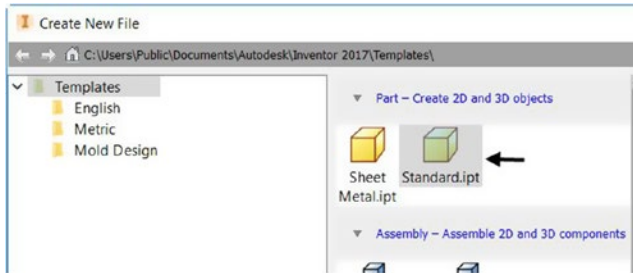 Create New File
C:\Users\Public\Documents\Autodesk\Inventor 2017\Templates\
Templates
English
Metric
Mold Design
Part – Create 2D and 3D objects
Sheet Metal.ipt
Standard.ipt
Assembly – Assemble 2D and 3D components